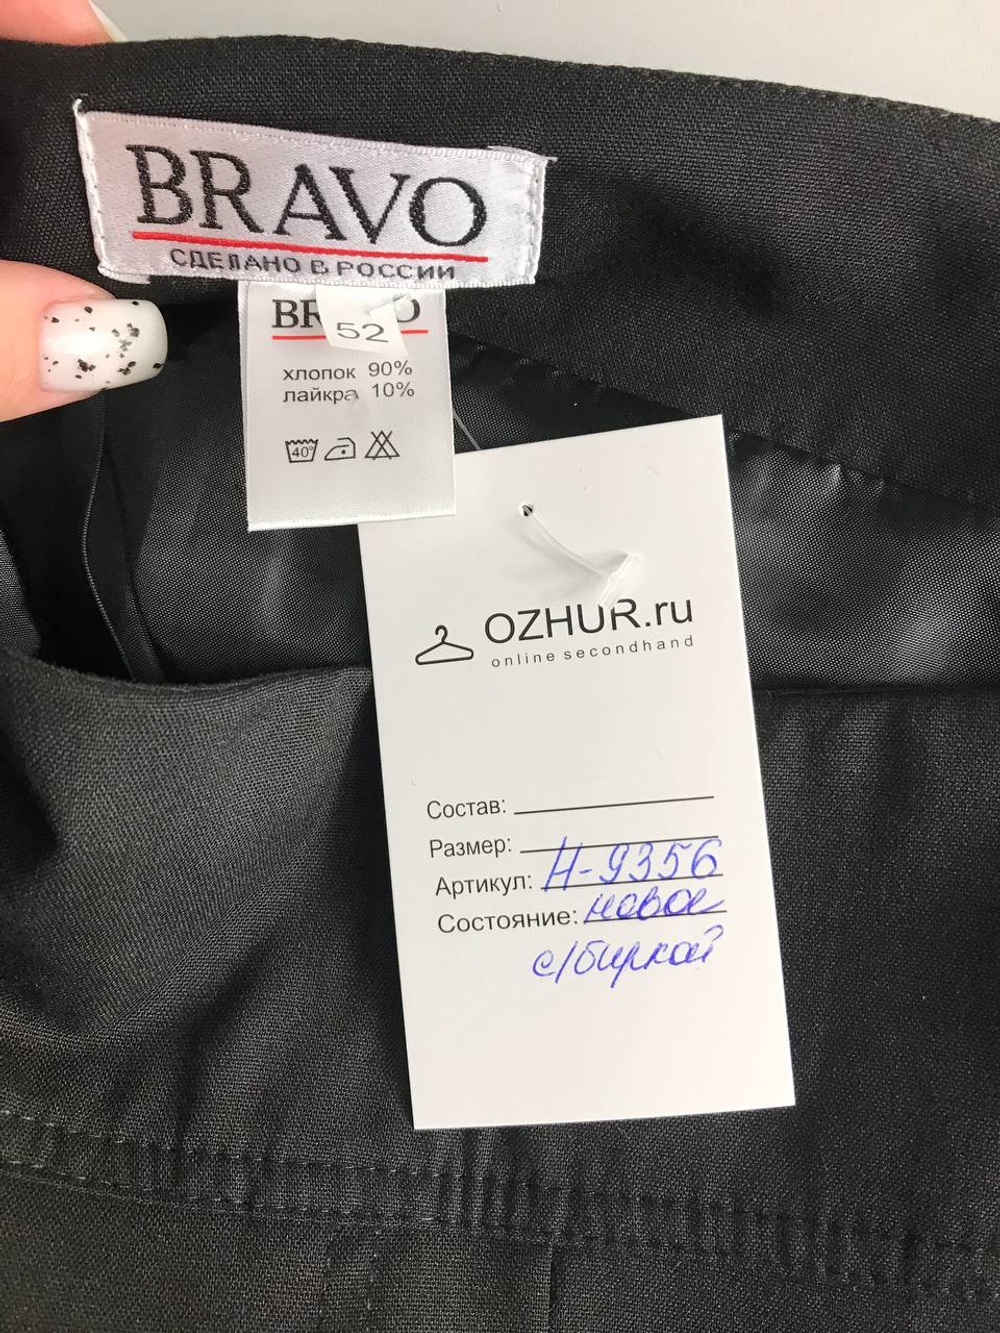 BRAVO
СДЕЛАНО В РОССИИ
52
хлопок 90%
лайкра 10%
40°
OZHUR.ru
online secondhand
Состав:
Размер:
Артикул: Н-9356
Состояние: новое
с/биркой